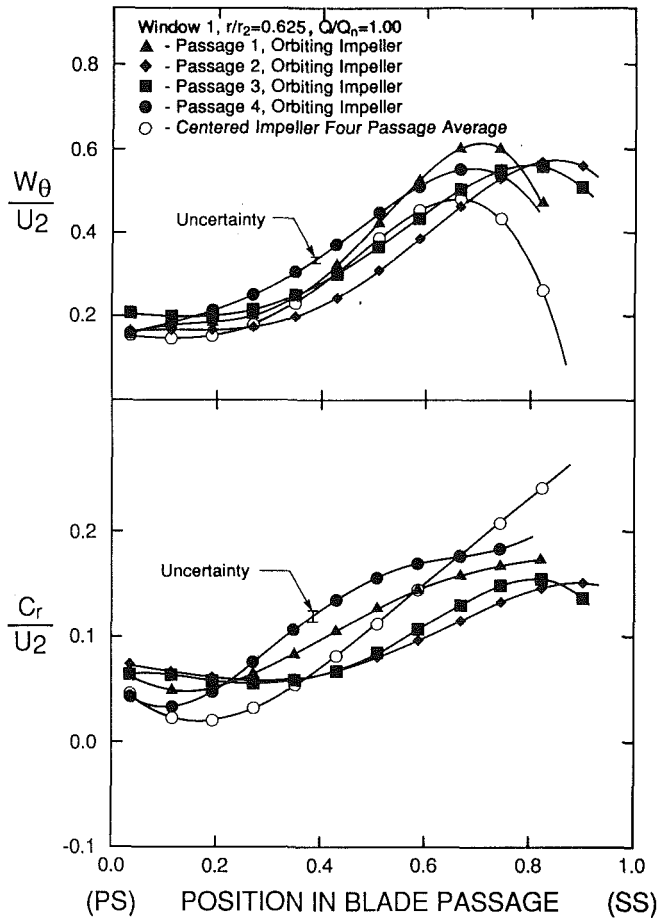 Window 1, r/r2=0.625, Q/Qn=1.00
▲ - Passage 1, Orbiting Impeller
◆ - Passage 2, Orbiting Impeller
■ - Passage 3, Orbiting Impeller
● - Passage 4, Orbiting Impeller
○ - Centered Impeller Four Passage Average
0.8
0.6
Wθ
U2
0.4
0.2
Uncertainty
0.2
Uncertainty
Cr
U2
0.1
0.0
-0.1
0.0 0.2 0.4 0.6 0.8 1.0
(PS) POSITION IN BLADE PASSAGE (SS)